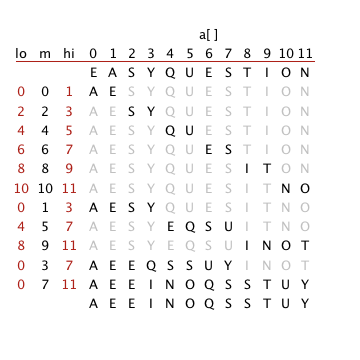 a[ ]
lo m hi 0 1 2 3 4 5 6 7 8 9 10 11
E A S Y Q U E S T I O N
0 0 1 A E S Y Q U E S T I O N
2 2 3 A E S Y Q U E S T I O N
4 4 5 A E S Y Q U E S T I O N
6 6 7 A E S Y Q U E S T I O N
8 8 9 A E S Y Q U E S I T O N
10 10 11 A E S Y Q U E S I T N O
0 1 3 A E S Y Q U E S I T N O
4 5 7 A E S Y E Q S U I T N O
8 9 11 A E S Y E Q S U I N O T
0 3 7 A E E Q S S U Y I N O T
0 7 11 A E E I N O Q S S T U Y
A E E I N O Q S S T U Y